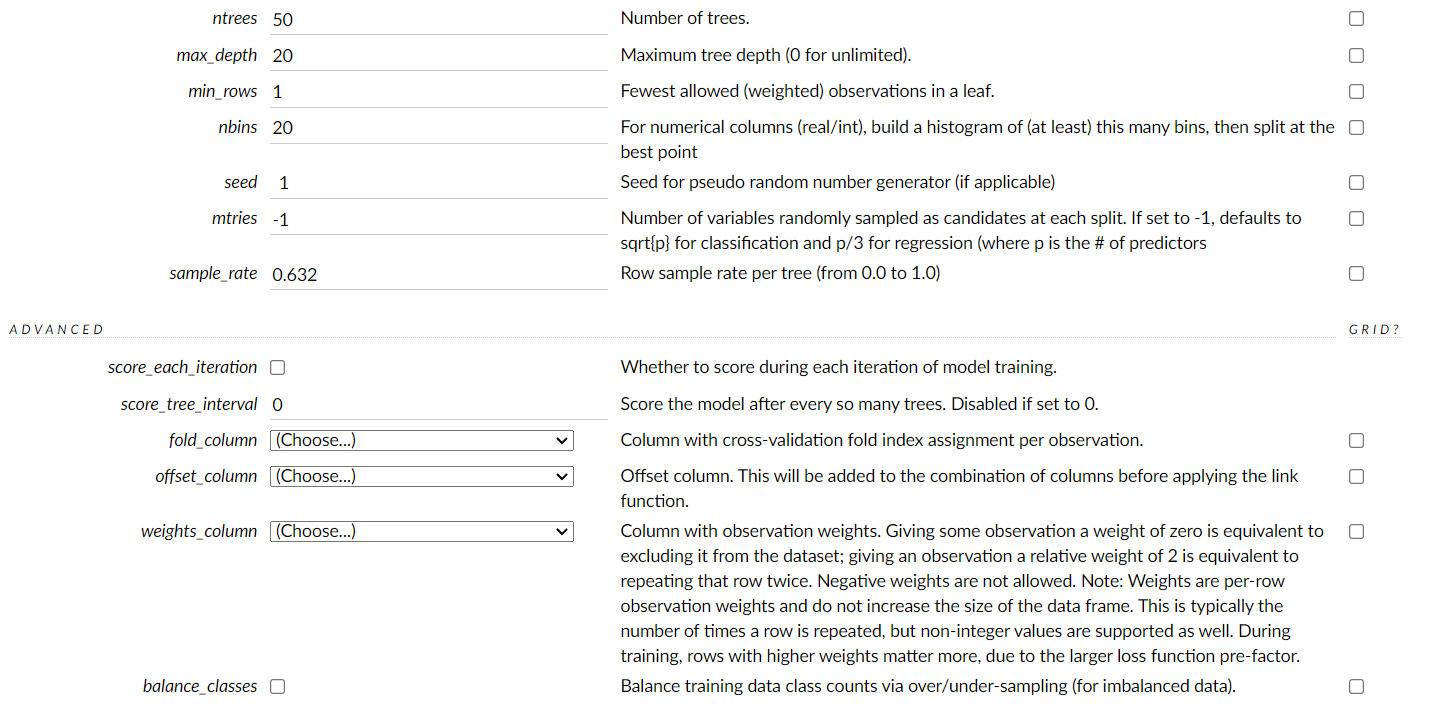 ntrees 50 Number of trees.
max_depth 20 Maximum tree depth (0 for unlimited).
min_rows 1 Fewest allowed (weighted) observations in a leaf.
nbins 20 For numerical columns (real/int), build a histogram of (at least) this many bins, then split at the
best point
seed 1 Seed for pseudo random number generator (if applicable)
mtries -1 Number of variables randomly sampled as candidates at each split. If set to -1, defaults to
sqrt{p} for classification and p/3 for regression (where p is the # of predictors
sample_rate 0.632 Row sample rate per tree (from 0.0 to 1.0)
ADVANCED GRID?
score_each_iteration Whether to score during each iteration of model training.
score_tree_interval 0 Score the model after every so many trees. Disabled if set to 0.
fold_column (Choose...) Column with cross-validation fold index assignment per observation.
offset_column (Choose...) Offset column. This will be added to the combination of columns before applying the link
function.
weights_column (Choose...) Column with observation weights. Giving some observation a weight of zero is equivalent to
excluding it from the dataset; giving an observation a relative weight of 2 is equivalent to
repeating that row twice. Negative weights are not allowed. Note: Weights are per-row
observation weights and do not increase the size of the data frame. This is typically the
number of times a row is repeated, but non-integer values are supported as well. During
training, rows with higher weights matter more, due to the larger loss function pre-factor.
balance_classes Balance training data class counts via over/under-sampling (for imbalanced data).